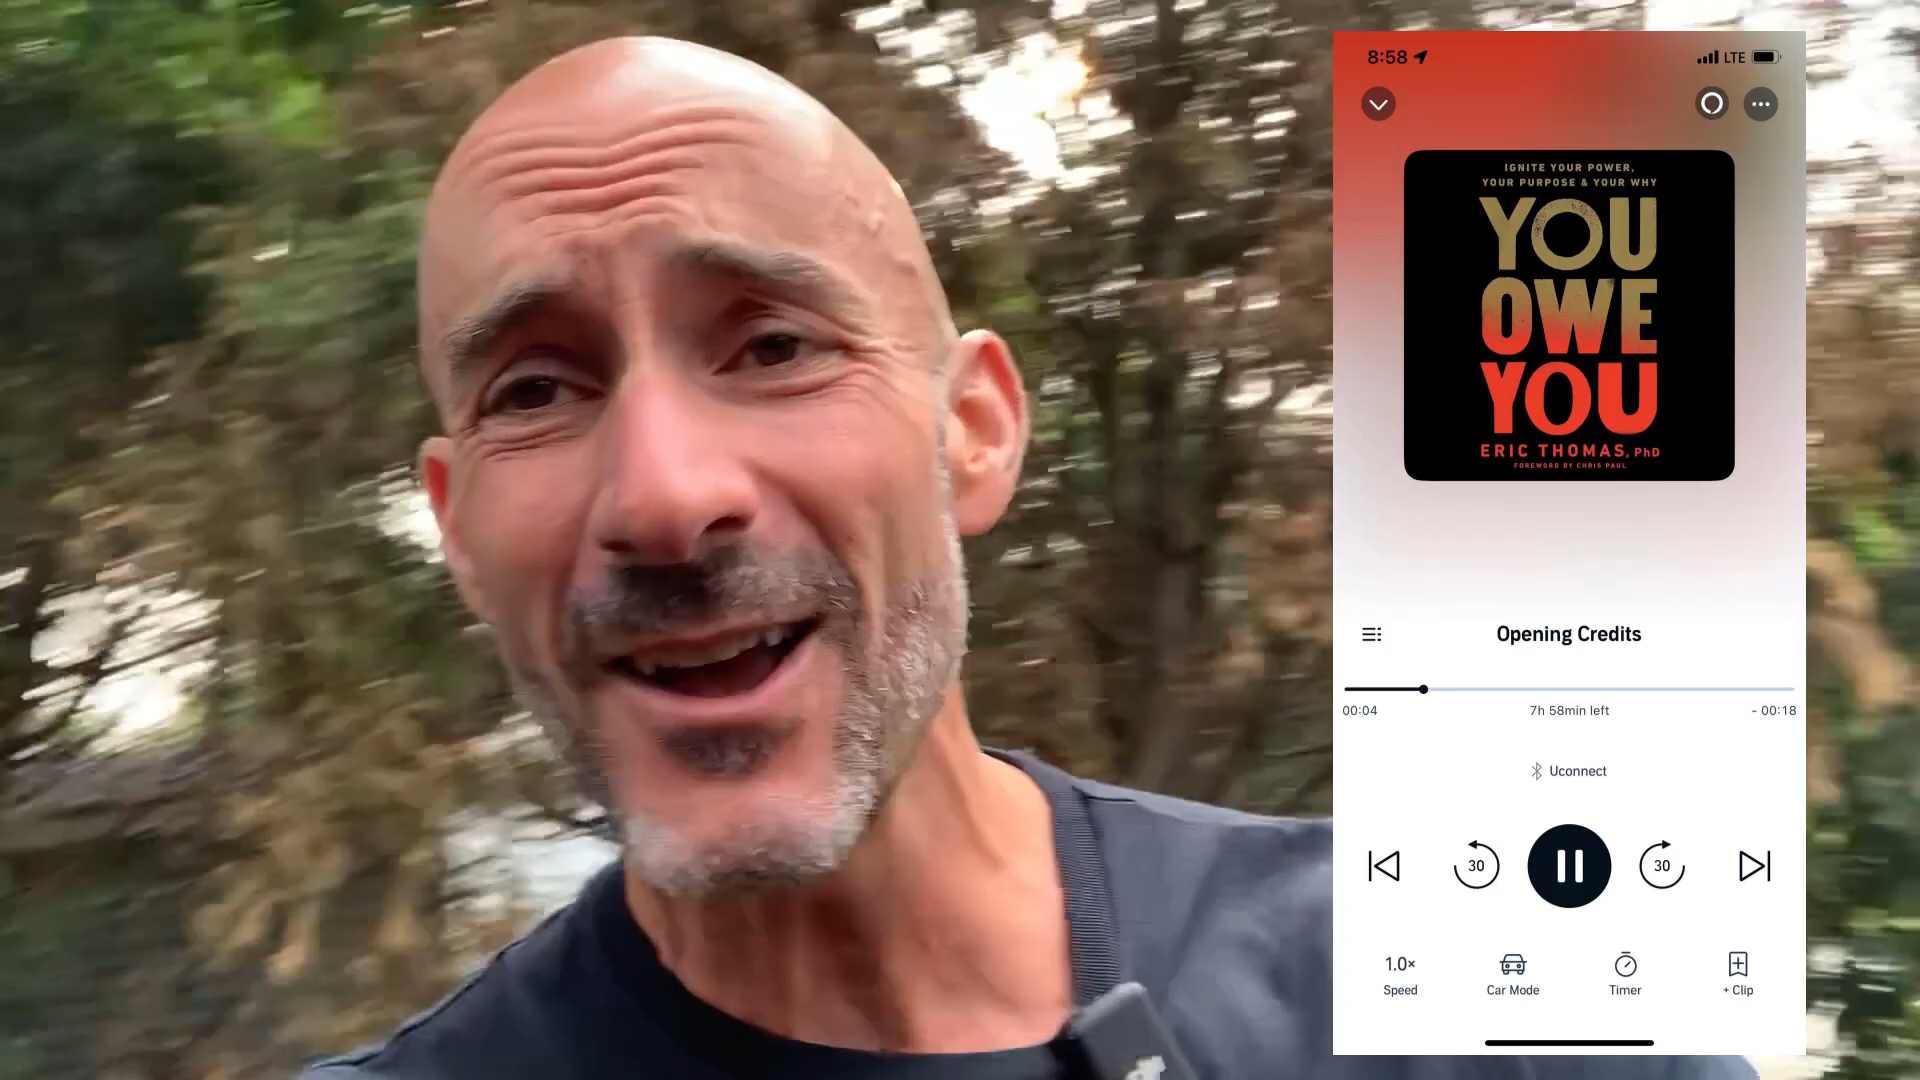 8:58
LTE
IGNITE YOUR POWER,
YOUR PURPOSE & YOUR WHY
YOU
OWE
YOU
ERIC THOMAS, PhD
FOREWORD BY CHRIS PAUL
Opening Credits
00:04 7h 58min left - 00:18
Uconnect
30 30
1.0× 
Speed Car Mode Timer + Clip